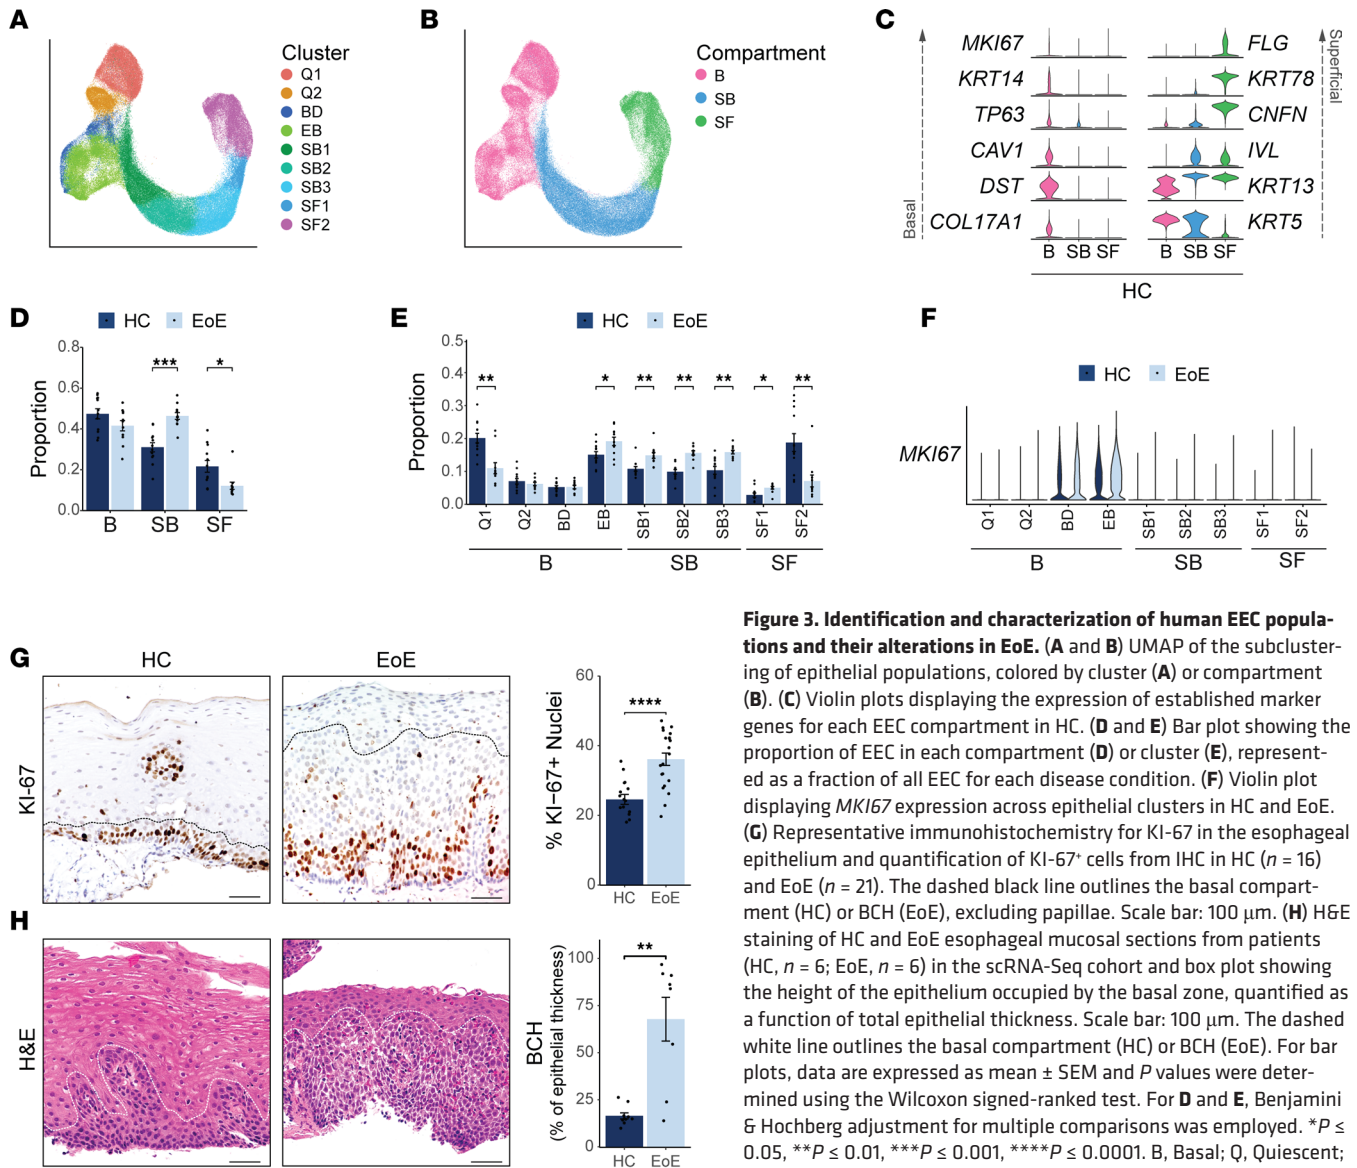 A
Cluster
Q1
Q2
BD
EB
SB1
SB2
SB3
SF1
SF2
B
Compartment
B
SB
SF
C
Basal
MKI67
KRT14
TP63
CAV1
DST
COL17A1
B SB SF
FLG
KRT78
CNFN
IVL
KRT13
KRT5
B SB SF
Superficial
HC
D
HC EoE
Proportion
0.8
0.6
0.4
0.2
0.0
*** *
B SB SF
E
HC EoE
Proportion
0.5
0.4
0.3
0.2
0.1
0.0
** * ** ** ** * **
Q1 Q2 BD EB SB1 SB2 SB3 SF1 SF2
B SB SF
F
HC EoE
MKI67
Q1 Q2 BD EB SB1 SB2 SB3 SF1 SF2
B SB SF
G
HC EoE
KI-67
% KI-67+ Nuclei
60
40
20
0
****
HC EoE
H
H&E
BCH
(% of epithelial thickness)
100
75
50
25
0
**
HC EoE
Figure 3. Identification and characterization of human EEC popula-
tions and their alterations in EoE. (A and B) UMAP of the subcluster-
ing of epithelial populations, colored by cluster (A) or compartment
(B). (C) Violin plots displaying the expression of established marker
genes for each EEC compartment in HC. (D and E) Bar plot showing the
proportion of EEC in each compartment (D) or cluster (E), represent-
ed as a fraction of all EEC for each disease condition. (F) Violin plot
displaying MKI67 expression across epithelial clusters in HC and EoE.
(G) Representative immunohistochemistry for KI-67 in the esophageal
epithelium and quantification of KI-67⁺ cells from IHC in HC (n = 16)
and EoE (n = 21). The dashed black line outlines the basal compart-
ment (HC) or BCH (EoE), excluding papillae. Scale bar: 100 μm. (H) H&E
staining of HC and EoE esophageal mucosal sections from patients
(HC, n = 6; EoE, n = 6) in the scRNA-Seq cohort and box plot showing
the height of the epithelium occupied by the basal zone, quantified as
a function of total epithelial thickness. Scale bar: 100 μm. The dashed
white line outlines the basal compartment (HC) or BCH (EoE). For bar
plots, data are expressed as mean ± SEM and P values were deter-
mined using the Wilcoxon signed-ranked test. For D and E, Benjamini
& Hochberg adjustment for multiple comparisons was employed. *P ≤
0.05, **P ≤ 0.01, ***P ≤ 0.001, ****P ≤ 0.0001. B, Basal; Q, Quiescent;